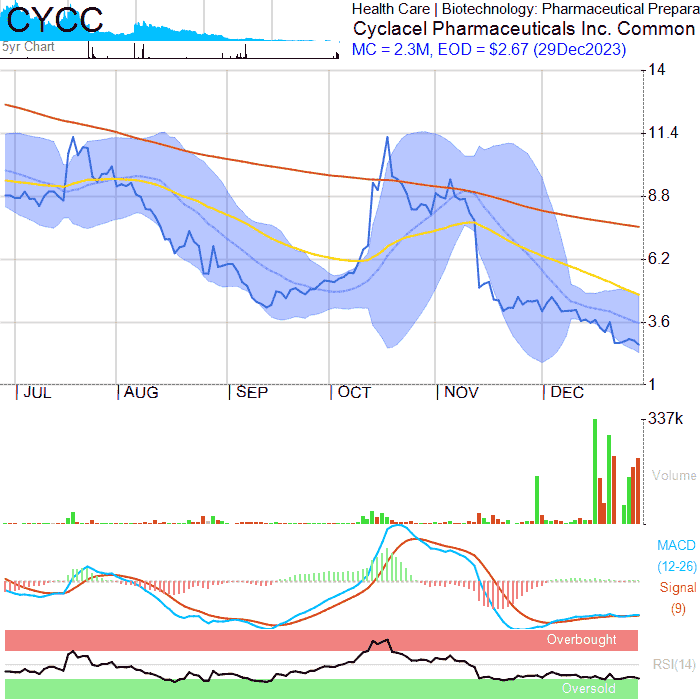 CYCC
Health Care | Biotechnology: Pharmaceutical Prepara
Cyclacel Pharmaceuticals Inc. Common
5yr Chart
MC = 2.3M, EOD = $2.67 (29Dec2023)
14
11.4
8.8
6.2
3.6
1
JUL AUG SEP OCT NOV DEC
337k
Volume
MACD
(12-26)
Signal
(9)
Overbought
RSI(14)
Oversold